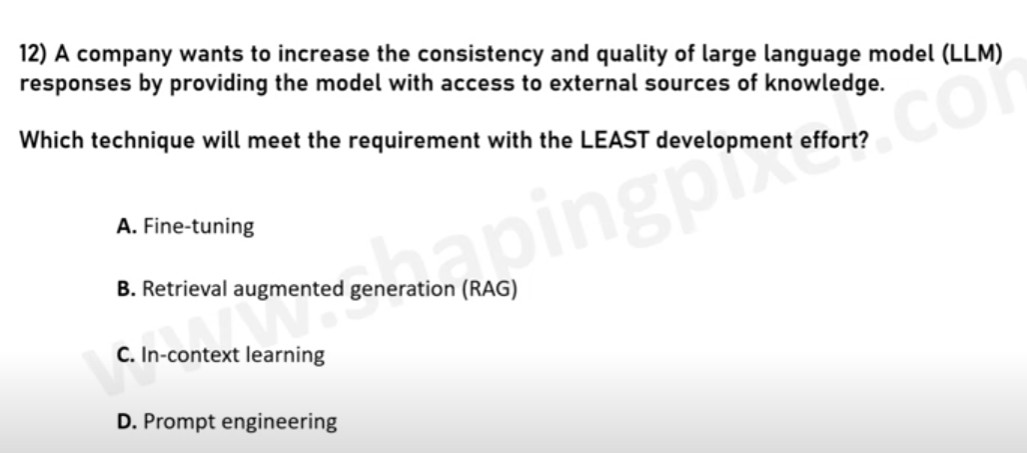 12) A company wants to increase the consistency and quality of large language model (LLM)
responses by providing the model with access to external sources of knowledge.
Which technique will meet the requirement with the LEAST development effort?
A. Fine-tuning
B. Retrieval augmented generation (RAG)
C. In-context learning
D. Prompt engineering
www.shapingpixel.com